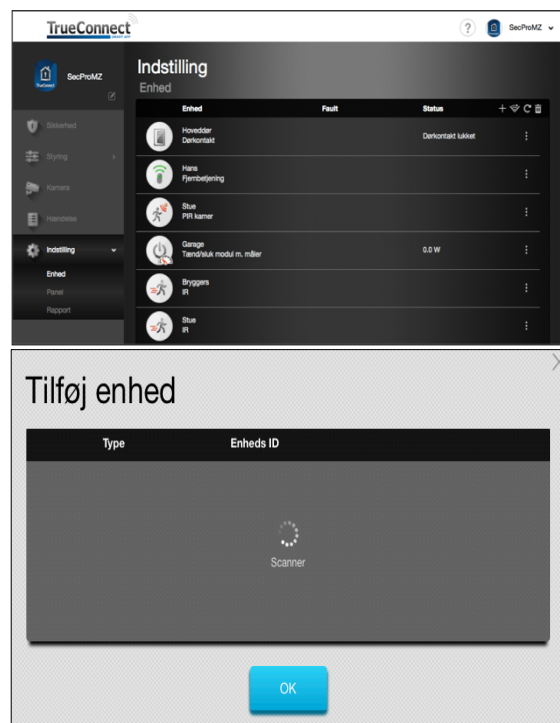 TrueConnect
SMART APP
?
SecProMZ
TrueConnect
SecProMZ
Sikkerhed
Styring
Kamera
Hændelse
Indstilling
Enhed
Panel
Rapport
Indstilling
Enhed
Enhed Fault Status
Hoveddør
Dørkontakt
Dørkontakt lukket
Hans
Fjernbetjening
Stue
PIR kamer
Garage
Tænd/sluk modul m. måler
0.0 W
Bryggers
IR
Stue
IR
Tilføj enhed
Type Enheds ID
Scanner
OK